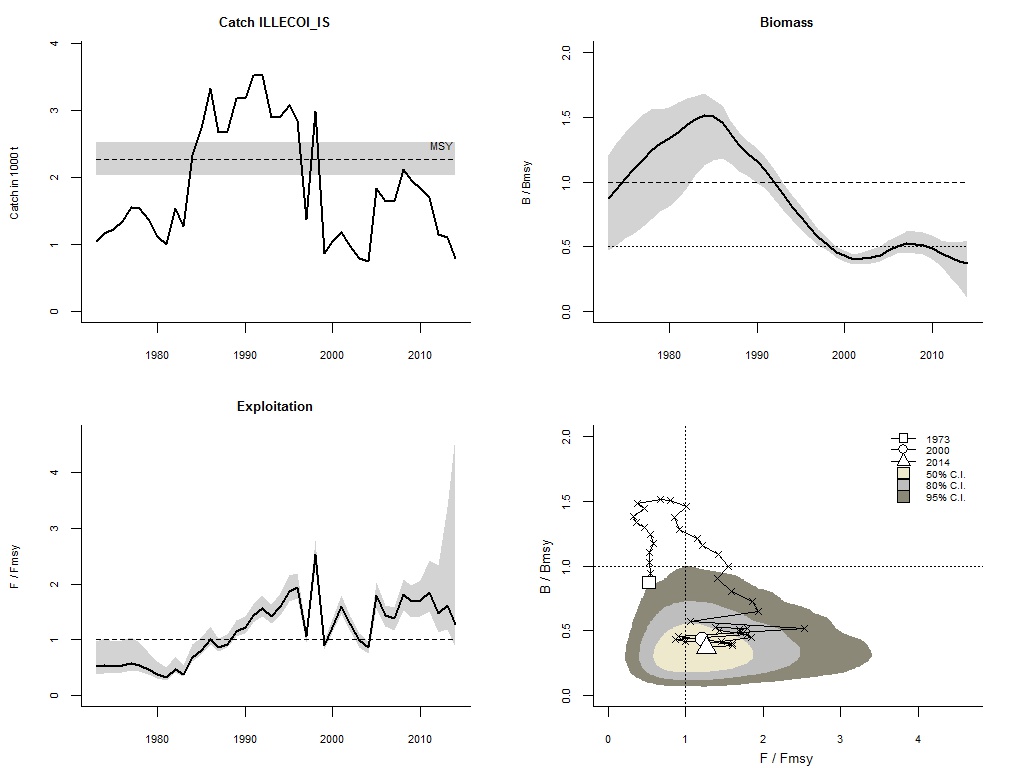 Catch ILLECOI_IS
Catch in 1000 t
4
3
2
1
0
MSY
1980 1990 2000 2010
Biomass
B / Bmsy
2.0
1.5
1.0
0.5
0.0
1980 1990 2000 2010
Exploitation
F / Fmsy
4
3
2
1
0
1980 1990 2000 2010
B / Bmsy
2.0
1.5
1.0
0.5
0.0
1973
2000
2014
50% C.I.
80% C.I.
95% C.I.
0 1 2 3 4
F / Fmsy